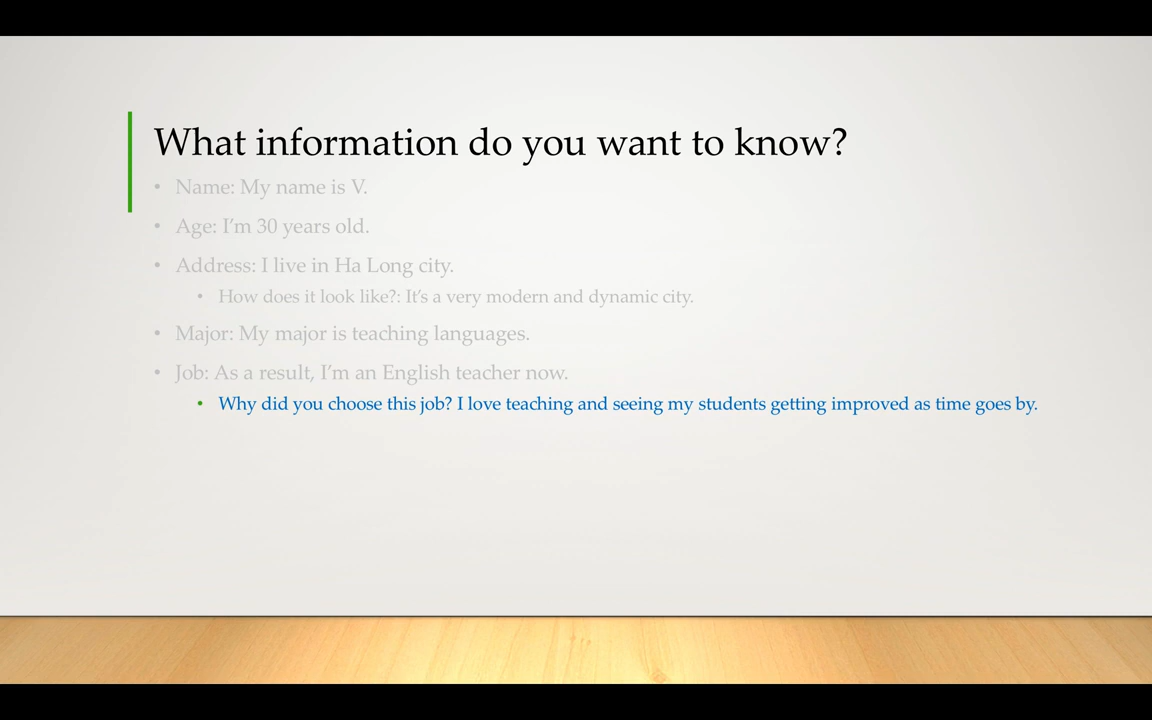 What information do you want to know?
• Name: My name is V.
• Age: I'm 30 years old.
• Address: I live in Ha Long city.
• How does it look like?: It's a very modern and dynamic city.
• Major: My major is teaching languages.
• Job: As a result, I'm an English teacher now.
• Why did you choose this job? I love teaching and seeing my students getting improved as time goes by.